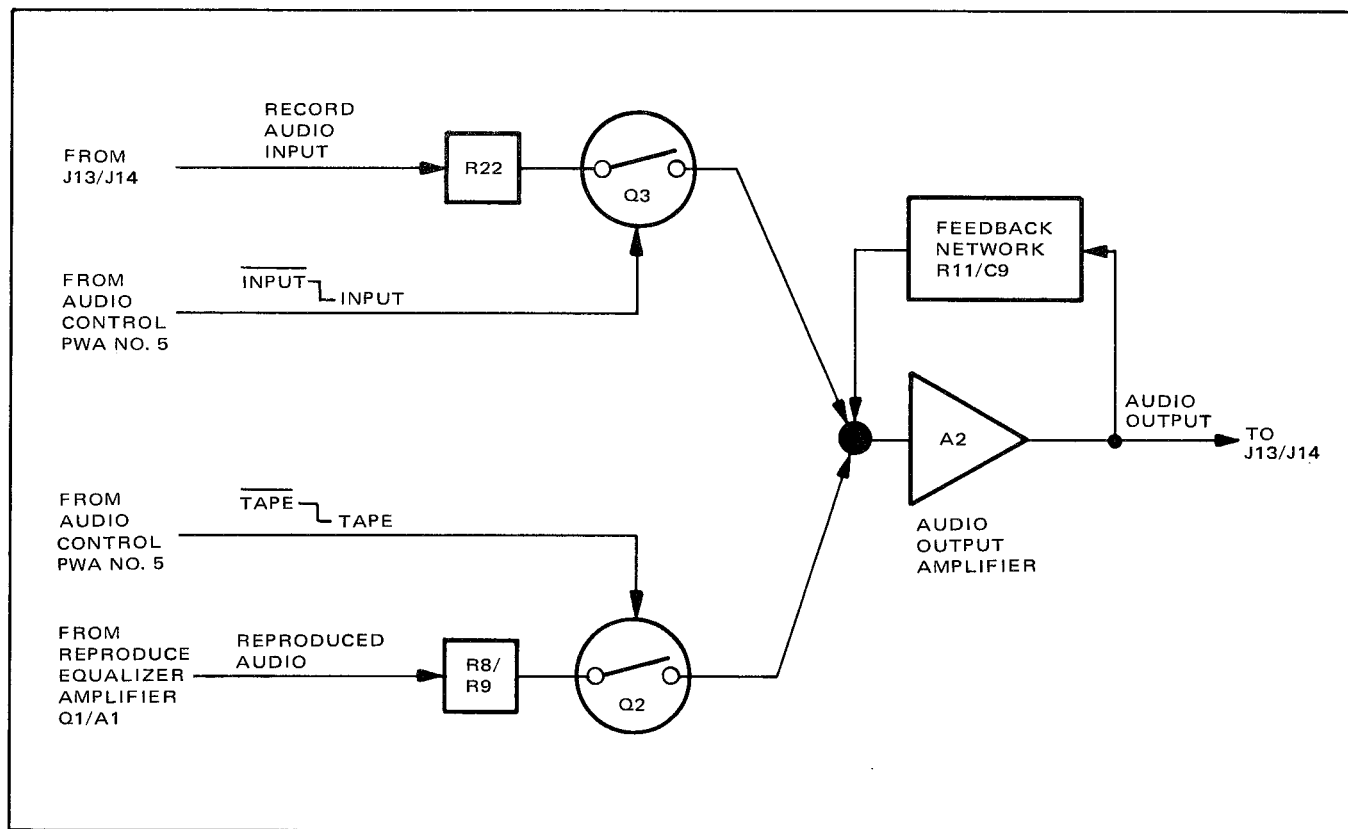 RECORD
AUDIO
INPUT
FROM
J13/J14
R22
Q3
FROM
AUDIO
CONTROL
PWA NO. 5
INPUT
INPUT
FEEDBACK
NETWORK
R11/C9
A2
AUDIO
OUTPUT
TO
J13/J14
AUDIO
OUTPUT
AMPLIFIER
FROM
AUDIO
CONTROL
PWA NO. 5
TAPE
TAPE
FROM
REPRODUCE
EQUALIZER
AMPLIFIER
Q1/A1
REPRODUCED
AUDIO
R8/
R9
Q2